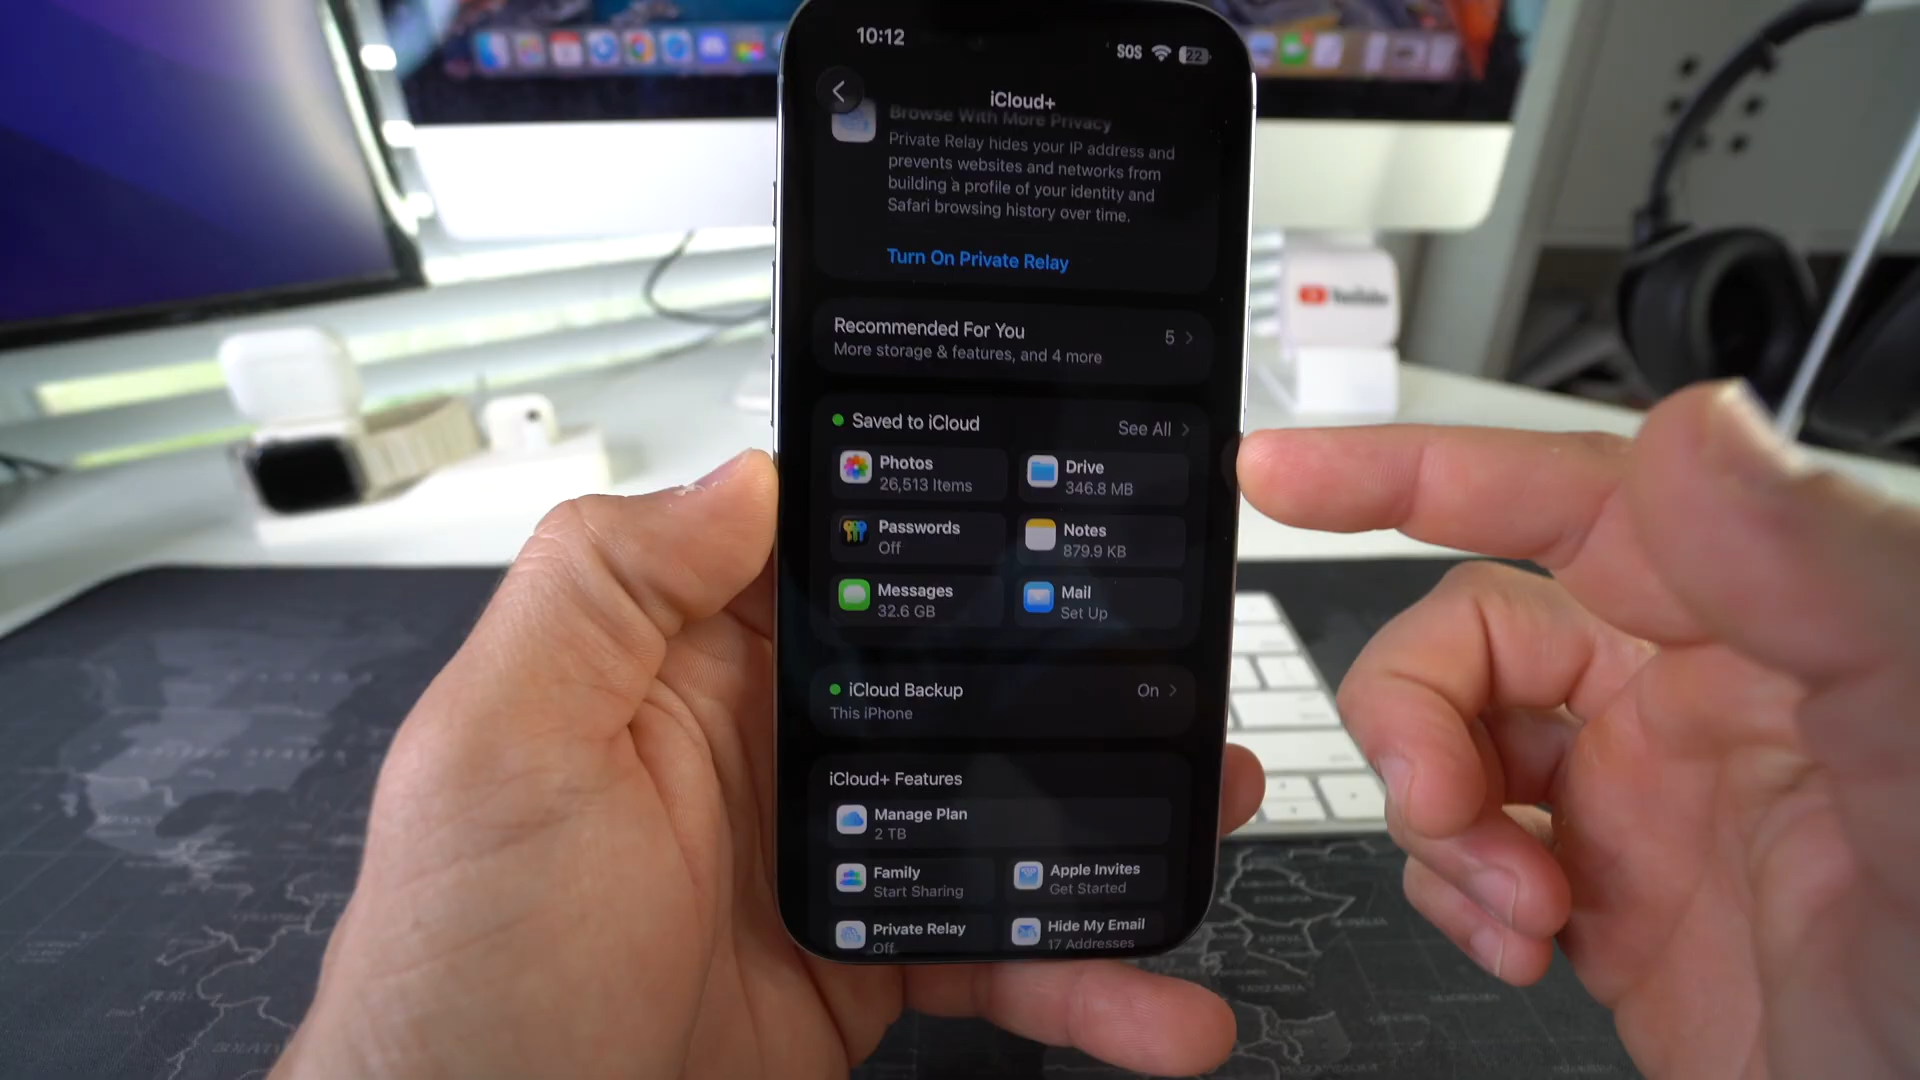 10:12
SOS
22
iCloud+
Browse With More Privacy
Private Relay hides your IP address and
prevents websites and networks from
building a profile of your identity and
Safari browsing history over time.
Turn On Private Relay
Recommended For You
5
More storage & features, and 4 more
Saved to iCloud
See All
Photos
26,513 Items
Drive
346.8 MB
Passwords
Off
Notes
879.9 KB
Messages
32.6 GB
Mail
Set Up
iCloud Backup
On
This iPhone
iCloud+ Features
Manage Plan
2 TB
Family
Start Sharing
Apple Invites
Get Started
Private Relay
Off
Hide My Email
17 Addresses
YouTube